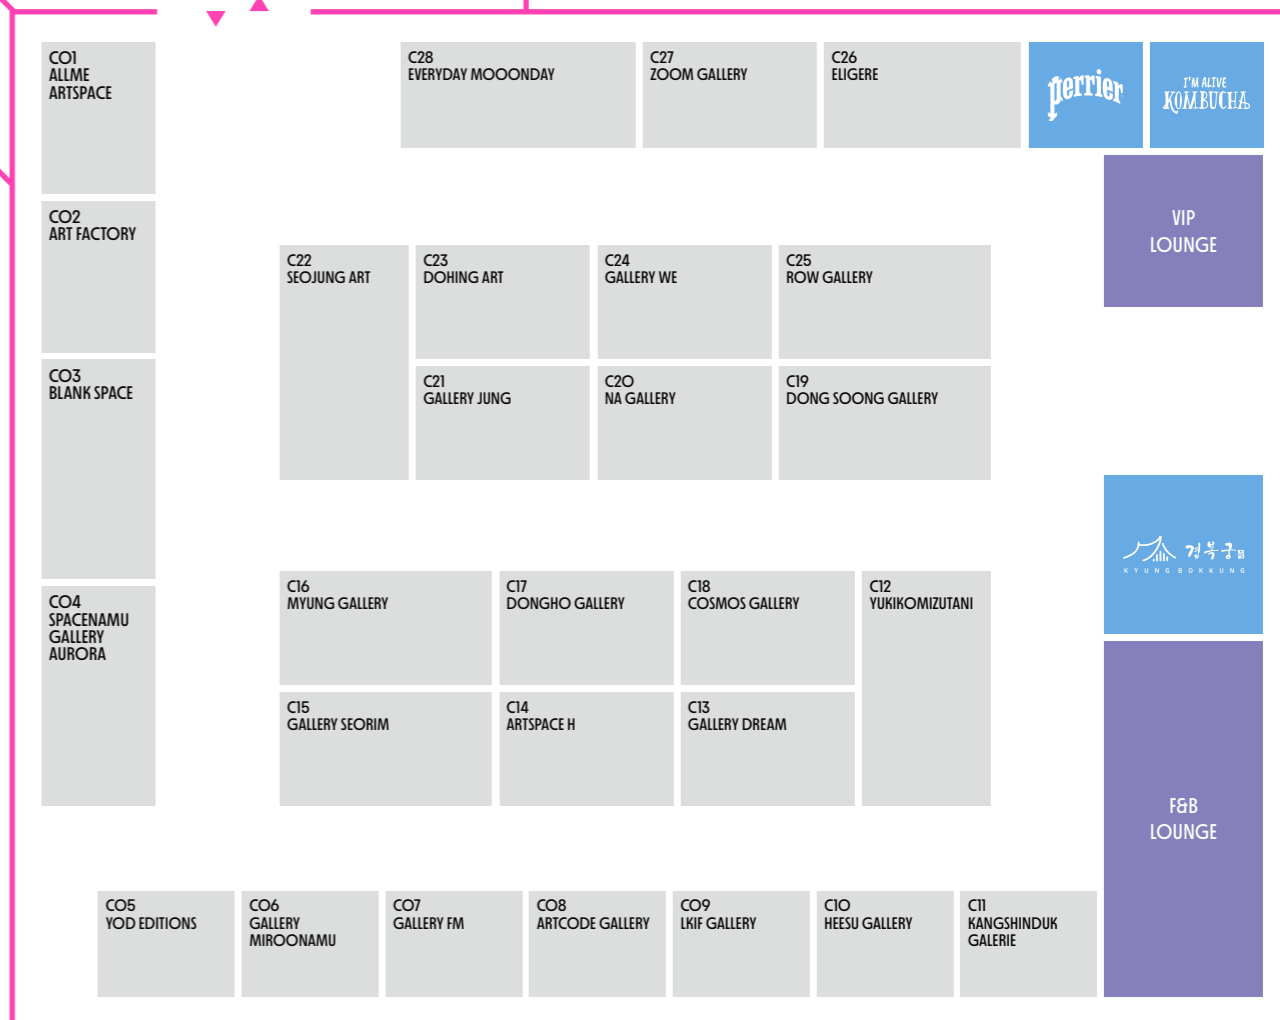 C01
ALLME
ARTSPACE
C28
EVERYDAY MOOONDAY
C27
ZOOM GALLERY
C26
ELIGERE
perrier
I'M ALIVE
KOMBUCHA
VIP
LOUNGE
C02
ART FACTORY
C22
SEOJUNG ART
C23
DOHING ART
C24
GALLERY WE
C25
ROW GALLERY
C03
BLANK SPACE
C21
GALLERY JUNG
C20
NA GALLERY
C19
DONG SOONG GALLERY
경복궁
KYUNGBOKKUNG
C04
SPACENAMU
GALLERY
AURORA
C16
MYUNG GALLERY
C17
DONGHO GALLERY
C18
COSMOS GALLERY
C12
YUKIKOMIZUTANI
C15
GALLERY SEORIM
C14
ARTSPACE H
C13
GALLERY DREAM
F&B
LOUNGE
C05
YOD EDITIONS
C06
GALLERY
MIROONAMU
C07
GALLERY FM
C08
ARTCODE GALLERY
C09
LKIF GALLERY
C10
HEESU GALLERY
C11
KANGSHINDUK
GALERIE